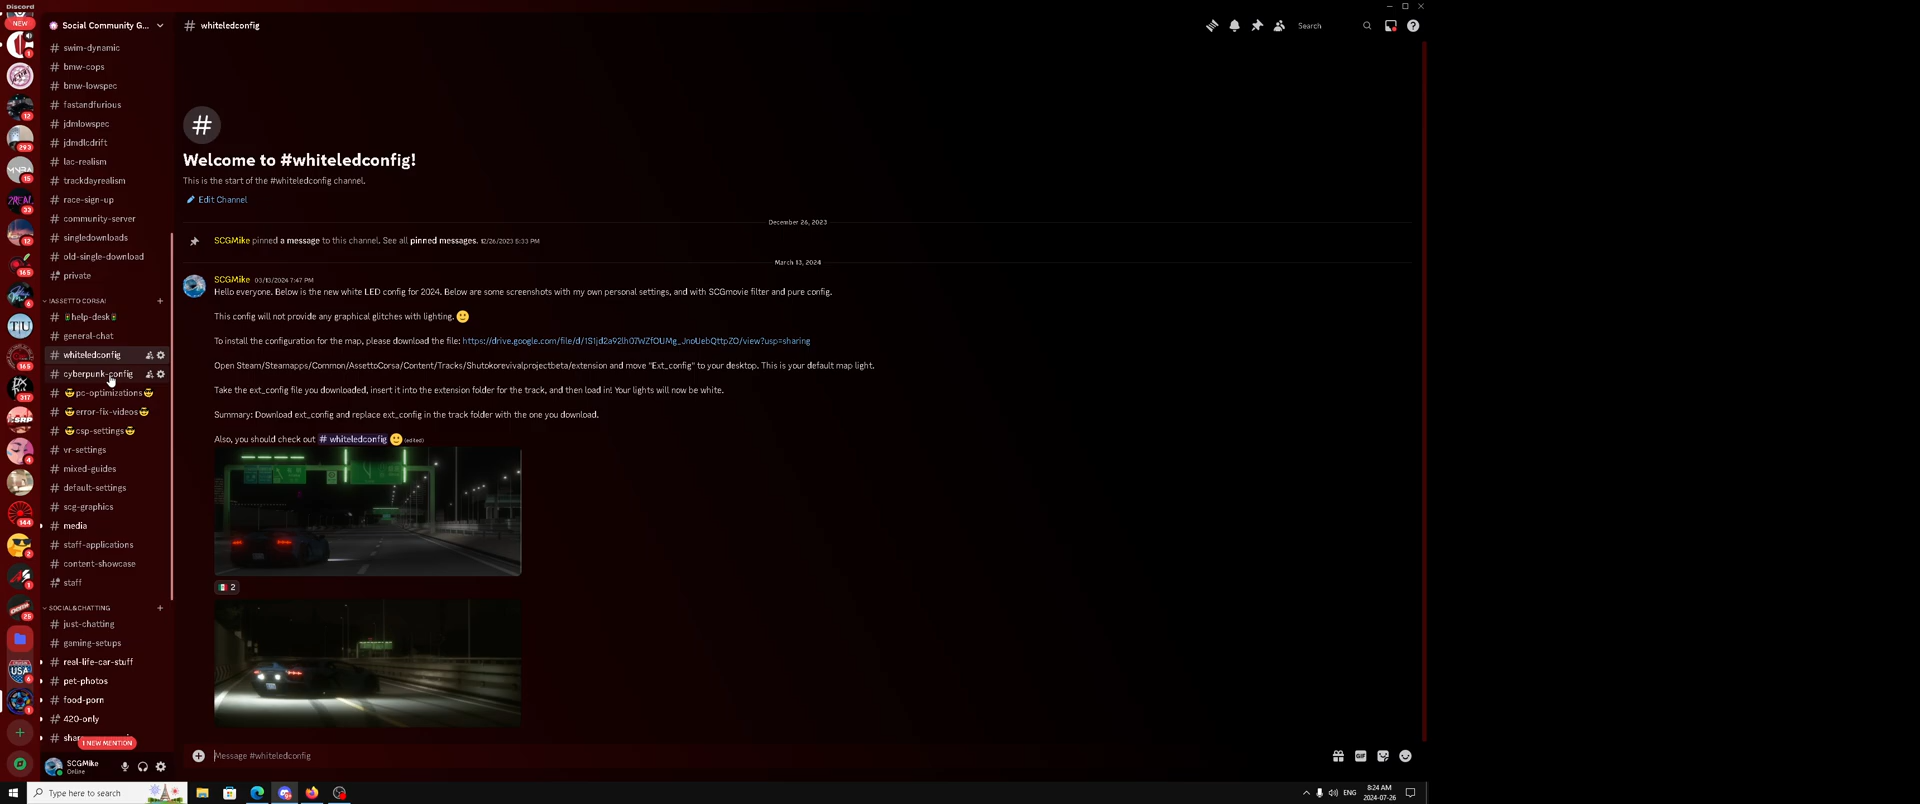 Discord
NEW
Social Community G...
# swim-dynamic
# bmw-cops
# bmw-lowspec
# fastandfurious
# jdmlowspec
# jdmdlcdrift
# lac-realism
# trackdayrealism
# race-sign-up
# community-server
# singledownloads
# old-single-download
# private
!ASSETTO CORSA!
# help-desk
# general-chat
# whiteledconfig
# cyberpunk-config
# 😎pc-optimizations😎
# 😎error-fix-videos😎
# 😎csp-settings😎
# vr-settings
# mixed-guides
# default-settings
# scg-graphics
# media
# staff-applications
# content-showcase
# staff
SOCIAL&CHATTING
# just-chatting
# gaming-setups
# real-life-car-stuff
# pet-photos
# food-porn
# 420-only
1 NEW MENTION
SCGMike
Online
# whiteledconfig
Search
#
Welcome to #whiteledconfig!
This is the start of the #whiteledconfig channel.
Edit Channel
December 26, 2023
SCGMike pinned a message to this channel. See all pinned messages. 12/26/2023 5:33 PM
March 13, 2024
SCGMike 03/13/2024 7:47 PM
Hello everyone. Below is the new white LED config for 2024. Below are some screenshots with my own personal settings, and with SCGmovie filter and pure config.
This config will not provide any graphical glitches with lighting. 🙂
To install the configuration for the map, please download the file: https://drive.google.com/file/d/1S1jd2a92lh07WZfOUMg_JnoUebQttpZO/view?usp=sharing
Open Steam/Steamapps/Common/AssettoCorsa/Content/Tracks/Shutokorevivalprojectbeta/extension and move "Ext_config" to your desktop. This is your default map light.
Take the ext_config file you downloaded, insert it into the extension folder for the track, and then load in! Your lights will now be white.
Summary: Download ext_config and replace ext_config in the track folder with the one you download.
Also, you should check out # whiteledconfig 🙂 (edited)
2
Message #whiteledconfig
GIF
Type here to search
ENG
8:24 AM
2024-07-26